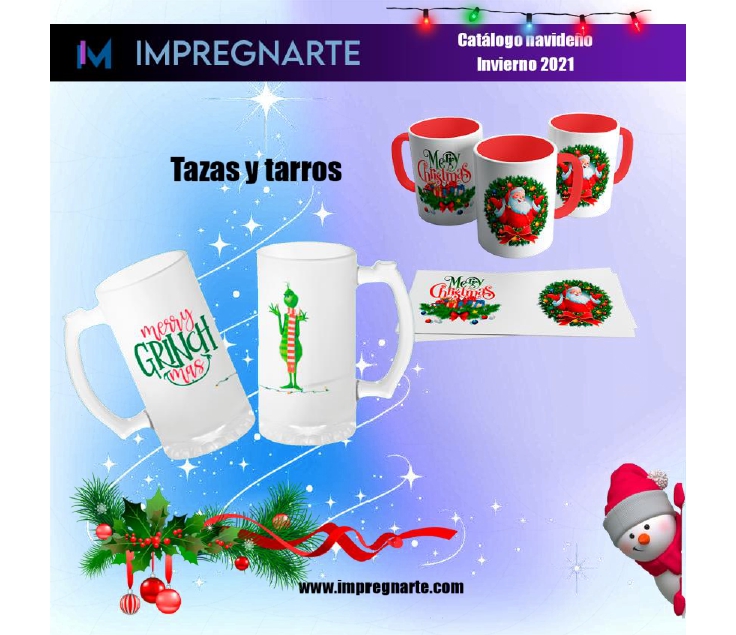 IMPREGNARTE
Catálogo navideño
Invierno 2021
Tazas y tarros
Merry
Christmas
merry
GRINCH
mas
Merry
Christmas
www.impregnarte.com